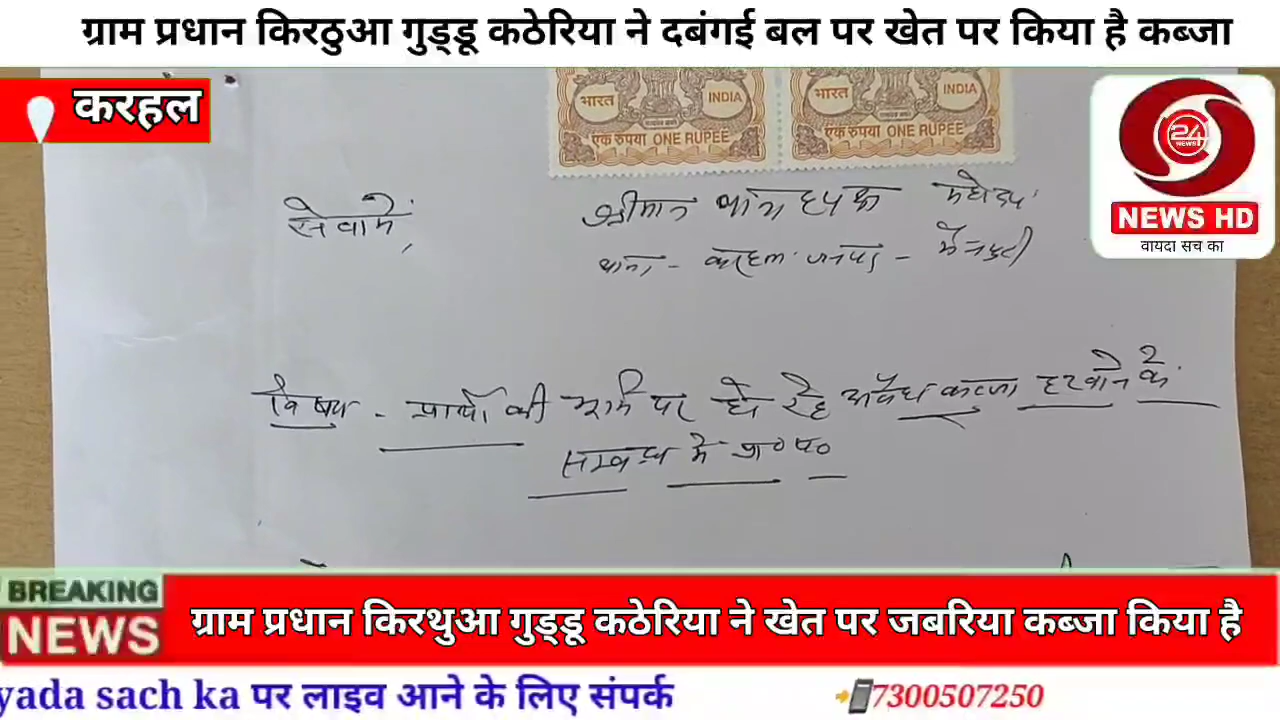 ग्राम प्रधान किरठुआ गुड्डू कठेरिया ने दबंगई बल पर खेत पर किया है कब्जा
करहल
भारत INDIA
एक रुपया ONE RUPEE
भारत INDIA
एक रुपया ONE RUPEE
24
NEWS
NEWS HD
वायदा सच का
सेवामें,
श्रीमान थानाध्यक्ष महोदय
थाना - करहल जनपद - मैनपुरी
विषय - प्रार्थी की भूमि पर हो रहे अवैध कब्जा हटवाने के
सम्बन्ध में प्रा० प०
BREAKING
NEWS
ग्राम प्रधान किरथुआ गुड्डू कठेरिया ने खेत पर जबरिया कब्जा किया है
yada sach ka पर लाइव आने के लिए संपर्क
7300507250